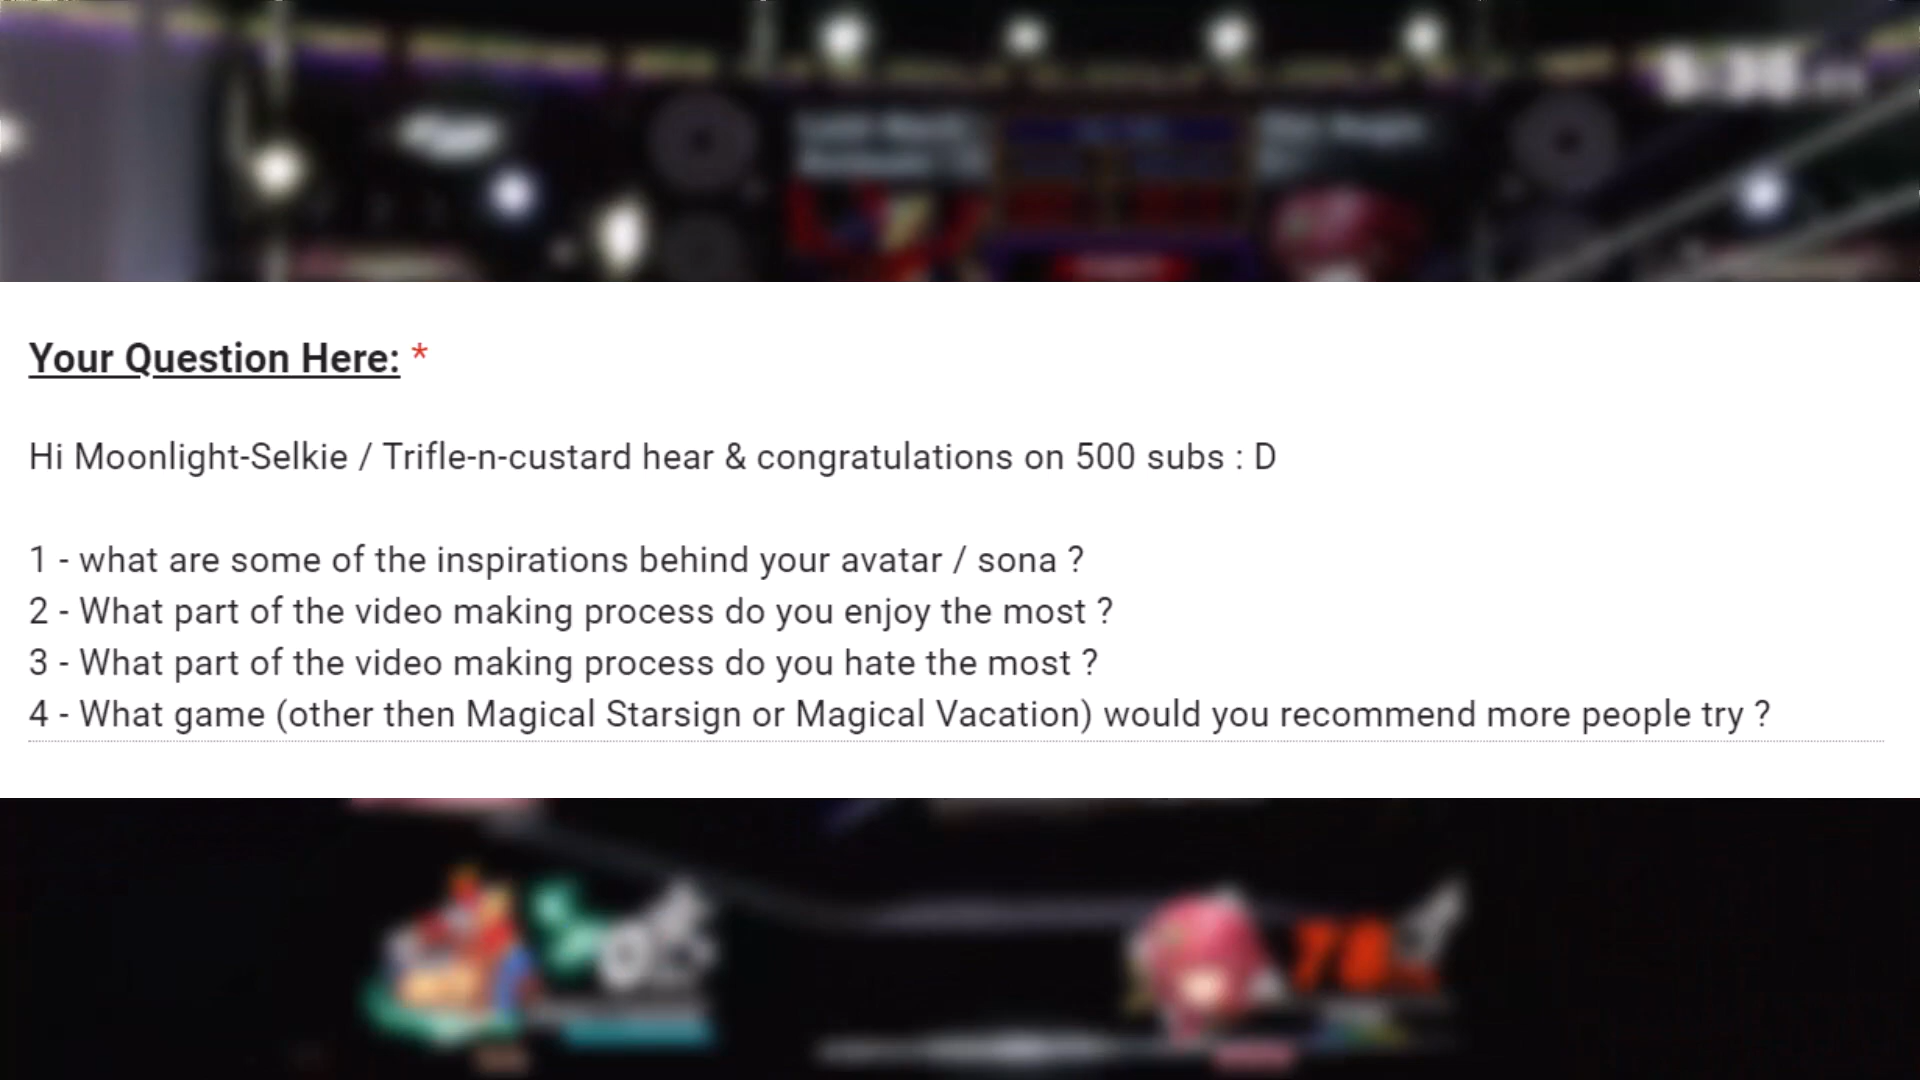 Your Question Here: *
Hi Moonlight-Selkie / Trifle-n-custard hear & congratulations on 500 subs : D
1 - what are some of the inspirations behind your avatar / sona ?
2 - What part of the video making process do you enjoy the most ?
3 - What part of the video making process do you hate the most ?
4 - What game (other then Magical Starsign or Magical Vacation) would you recommend more people try ?